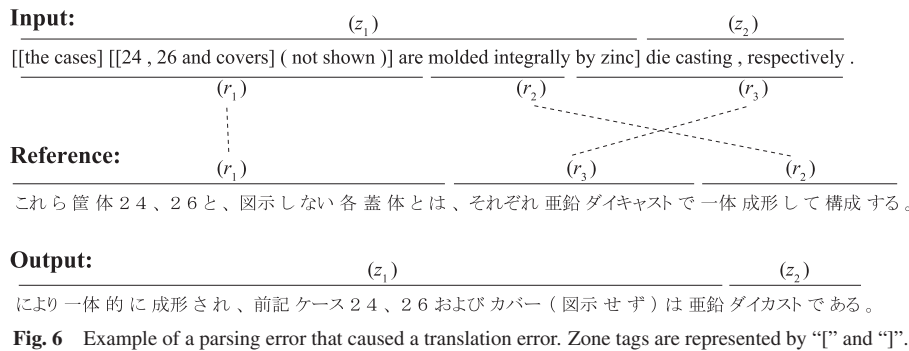 Input:
(z₁) (z₂)
[[the cases] [[24 , 26 and covers] ( not shown )] are molded integrally by zinc] die casting , respectively .
(r₁) (r₂) (r₃)
Reference:
(r₁) (r₃) (r₂)
これら 筐 体 2 4 、 2 6 と 、 図示 し ない 各 蓋 体 と は 、 それぞれ 亜鉛 ダイキャスト で 一体 成形 し て 構成 する 。
Output:
(z₁) (z₂)
により 一体 的 に 成形 さ れ 、 前記 ケース 2 4 、 2 6 および カバー ( 図示 せ ず ) は 亜鉛 ダイカスト で ある 。
Fig. 6 Example of a parsing error that caused a translation error. Zone tags are represented by “[” and “]”.